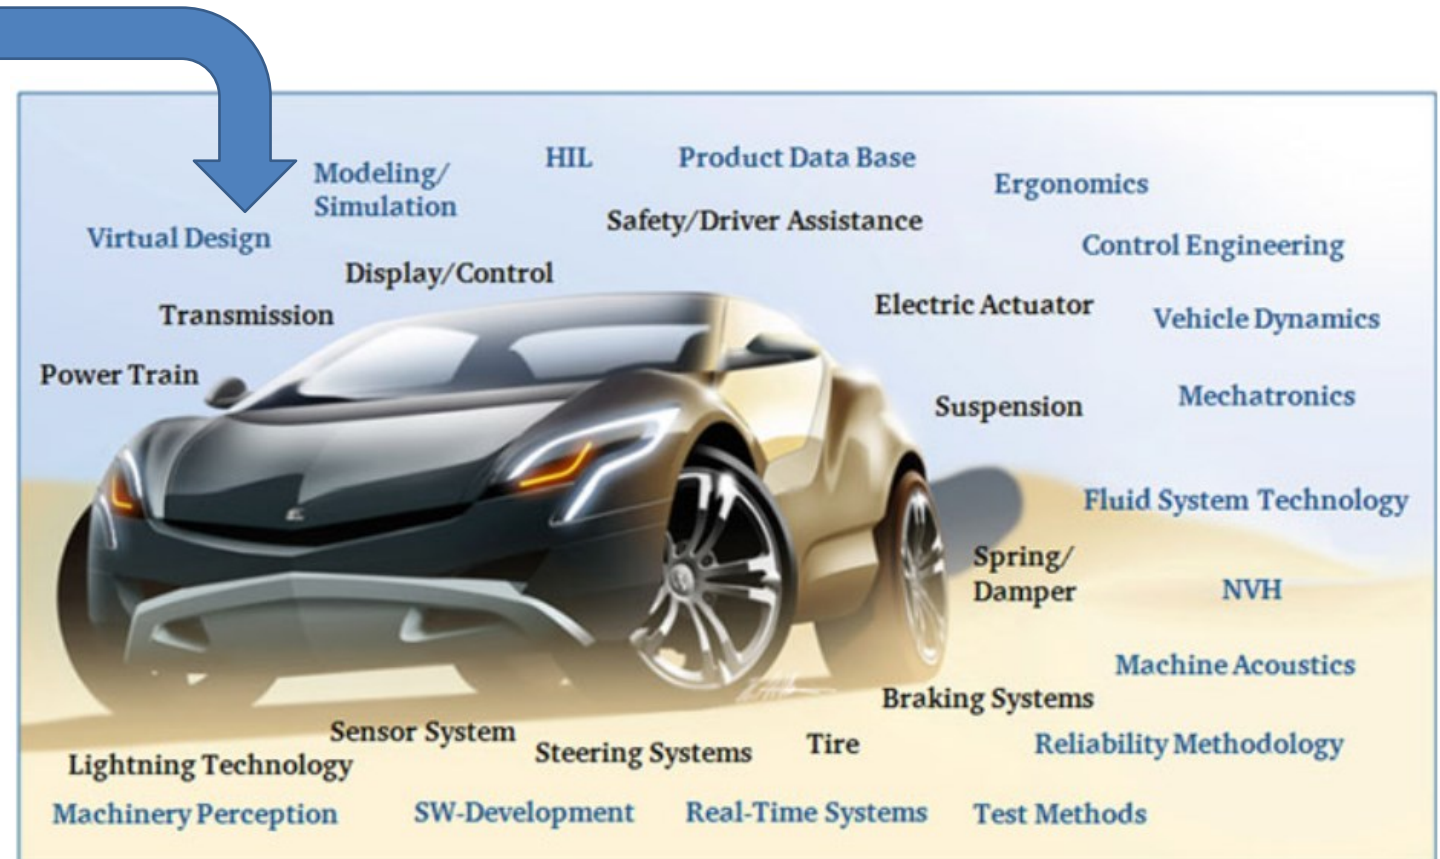 HIL
Product Data Base
Modeling/
Simulation
Ergonomics
Safety/Driver Assistance
Virtual Design
Control Engineering
Display/Control
Electric Actuator
Transmission
Vehicle Dynamics
Power Train
Mechatronics
Suspension
Fluid System Technology
Spring/
Damper
NVH
Machine Acoustics
Braking Systems
Sensor System
Steering Systems
Tire
Reliability Methodology
Lightning Technology
Machinery Perception
SW-Development
Real-Time Systems
Test Methods